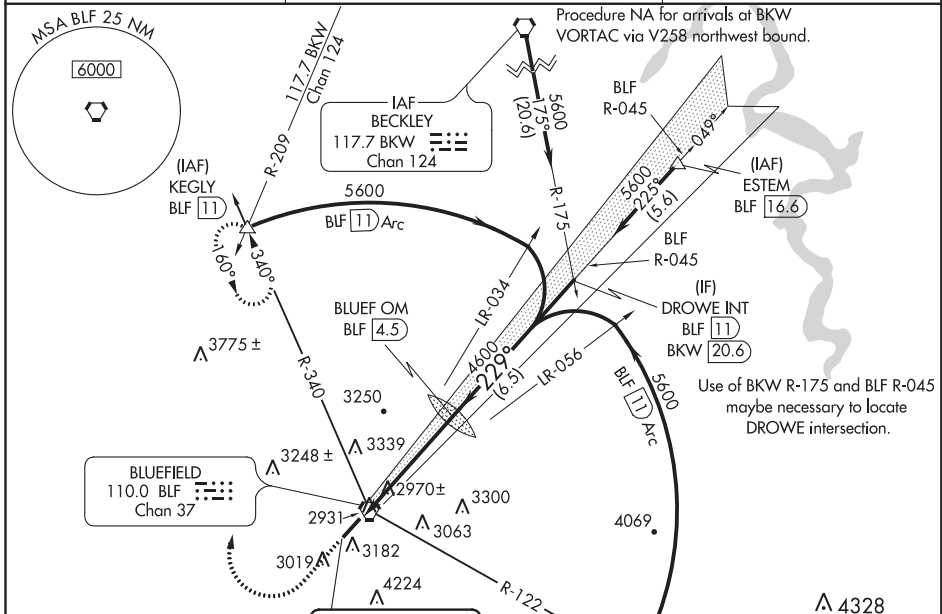 MSA BLF 25 NM
6000
117.7 BKW
Chan 124
R-209
Procedure NA for arrivals at BKW
VORTAC via V258 northwest bound.
IAF
BECKLEY
117.7 BKW
Chan 124
5600
175°
(20.6)
R-175
BLF
R-045
049°
5600
225°
(5.6)
(IAF)
ESTEM
BLF 16.6
(IAF)
KEGLY
BLF 11
5600
BLF 11 Arc
160°
340°
BLF
R-045
(IF)
DROWE INT
BLF 11
BKW 20.6
BLUEF OM
BLF 4.5
LR-034
4600
229°
(6.5)
LR-056
5600
BLF 11 Arc
Use of BKW R-175 and BLF R-045
maybe necessary to locate
DROWE intersection.
3775 ±
R-340
3250
3339
3248 ±
BLUEFIELD
110.0 BLF
Chan 37
2970±
3300
2931
3063
4069
3019
3182
4224
R-122
4328